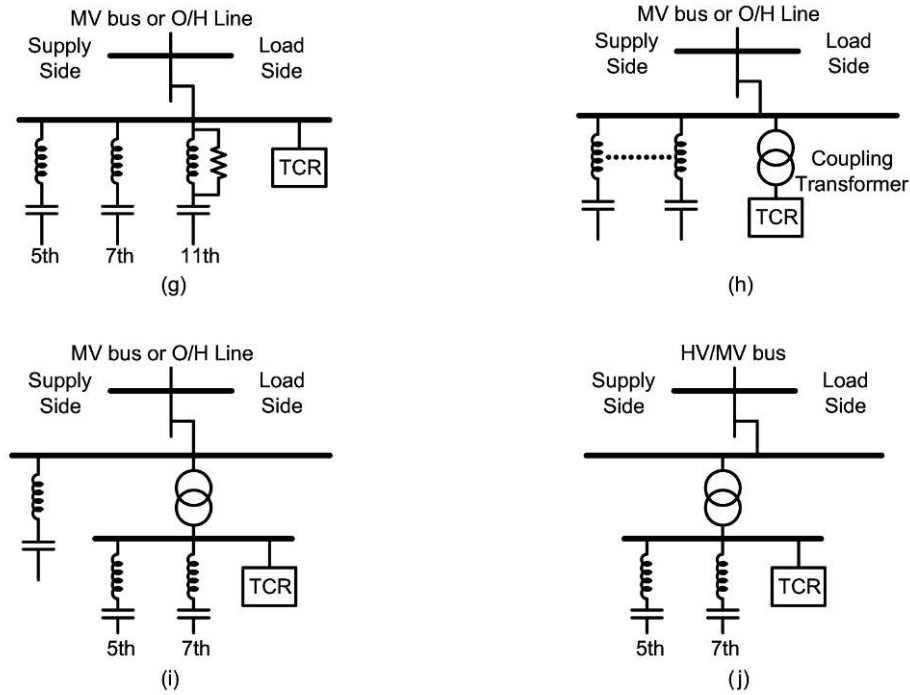 MV bus or O/H Line
Supply Side
Load Side
TCR
5th
7th
11th
(g)
MV bus or O/H Line
Supply Side
Load Side
Coupling Transformer
TCR
(h)
MV bus or O/H Line
Supply Side
Load Side
TCR
5th
7th
(i)
HV/MV bus
Supply Side
Load Side
TCR
5th
7th
(j)